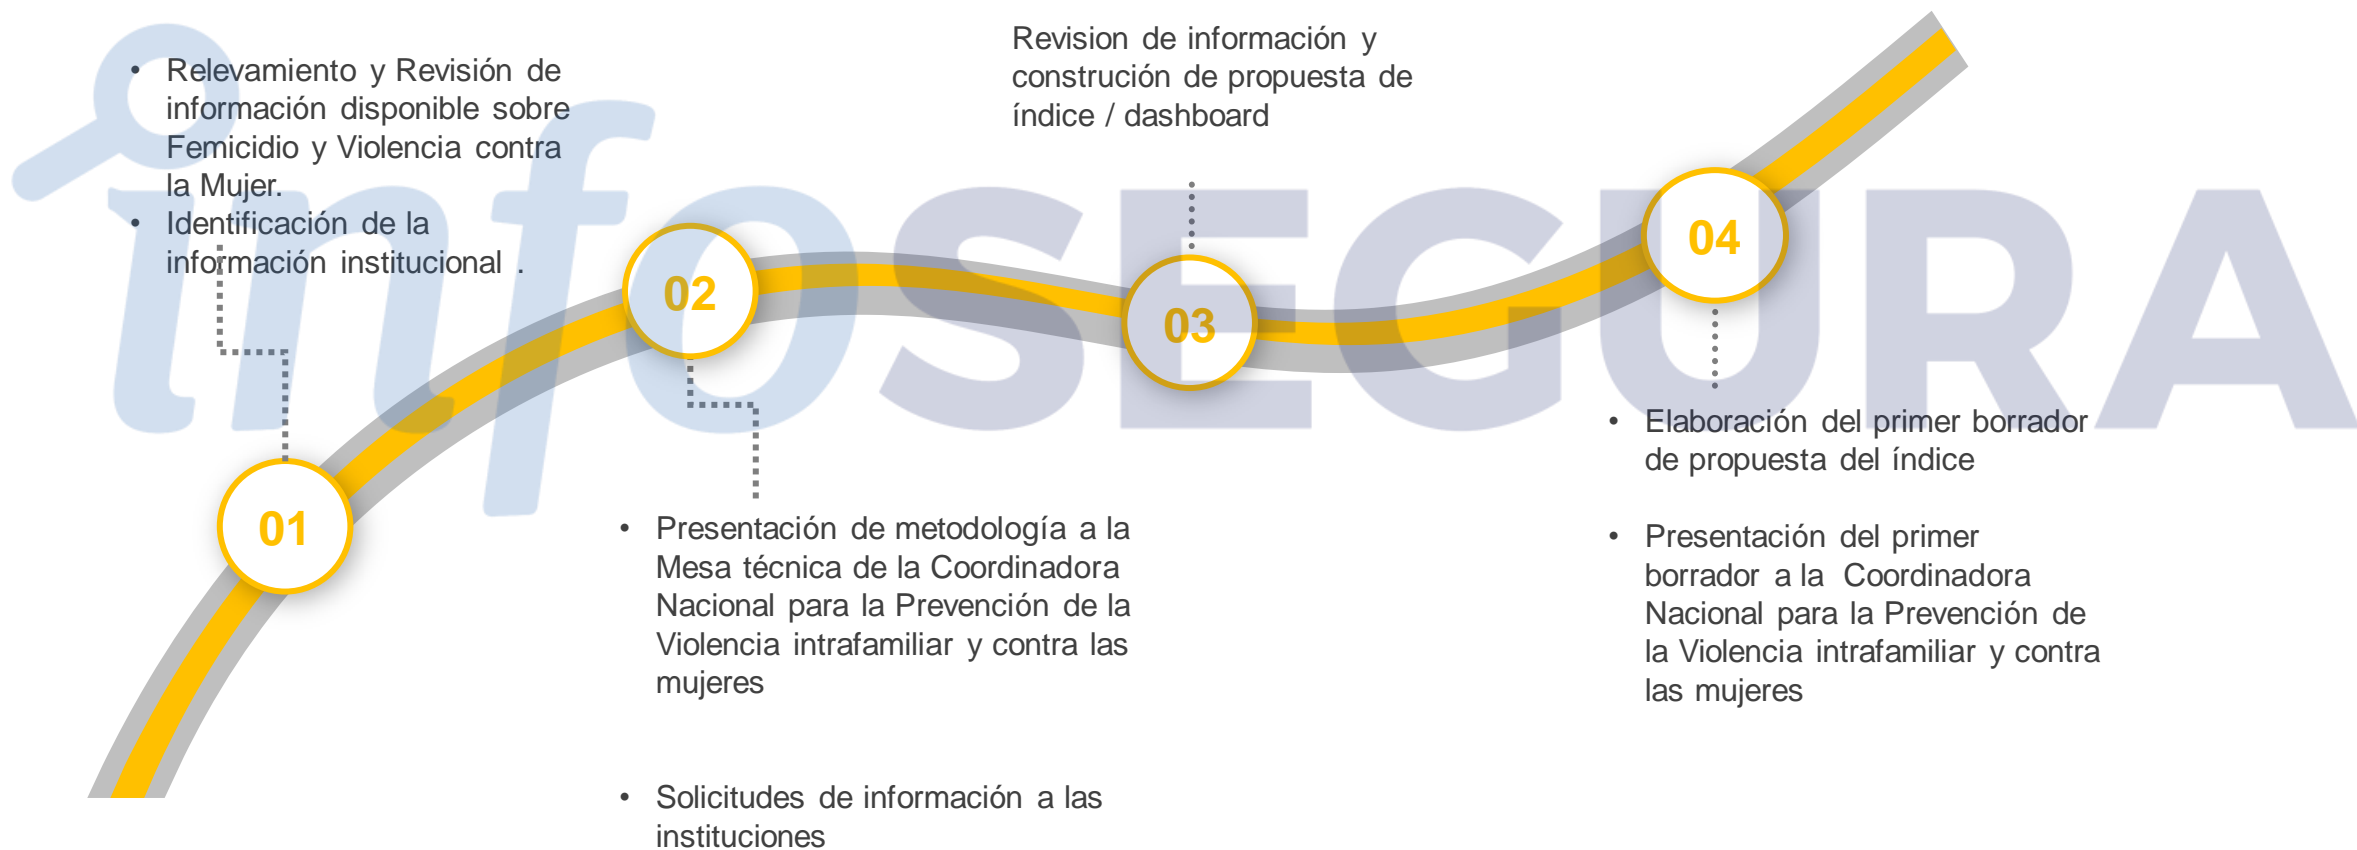 • Relevamiento y Revisión de
información disponible sobre
Femicidio y Violencia contra
la Mujer.
• Identificación de la
información institucional .
01
02
• Presentación de metodología a la
Mesa técnica de la Coordinadora
Nacional para la Prevención de la
Violencia intrafamiliar y contra las
mujeres
• Solicitudes de información a las
instituciones
Revision de información y
construción de propuesta de
índice / dashboard
03
04
• Elaboración del primer borrador
de propuesta del índice
• Presentación del primer
borrador a la Coordinadora
Nacional para la Prevención de
la Violencia intrafamiliar y contra
las mujeres
infoSEGURA